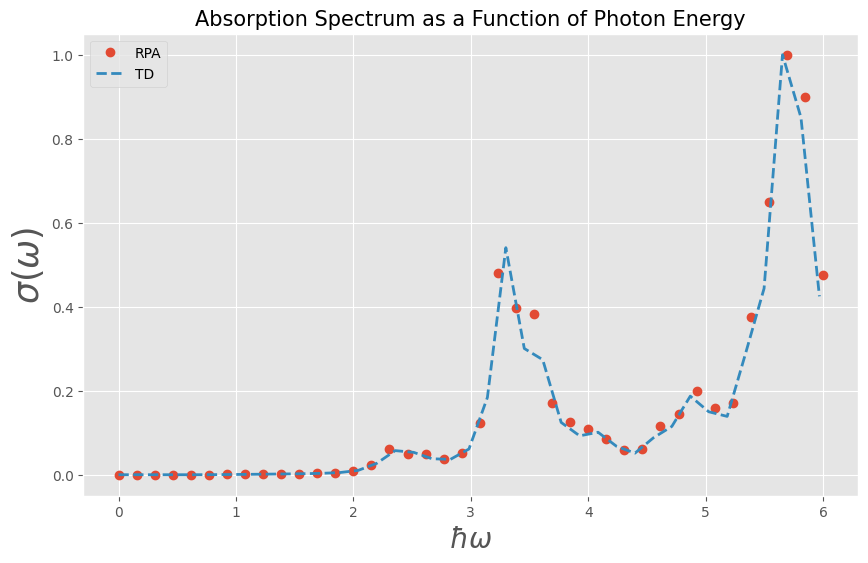 Absorption Spectrum as a Function of Photon Energy
RPA
TD
1.0
0.8
0.6
0.4
0.2
0.0
σ(ω)
0 1 2 3 4 5 6
ℏω